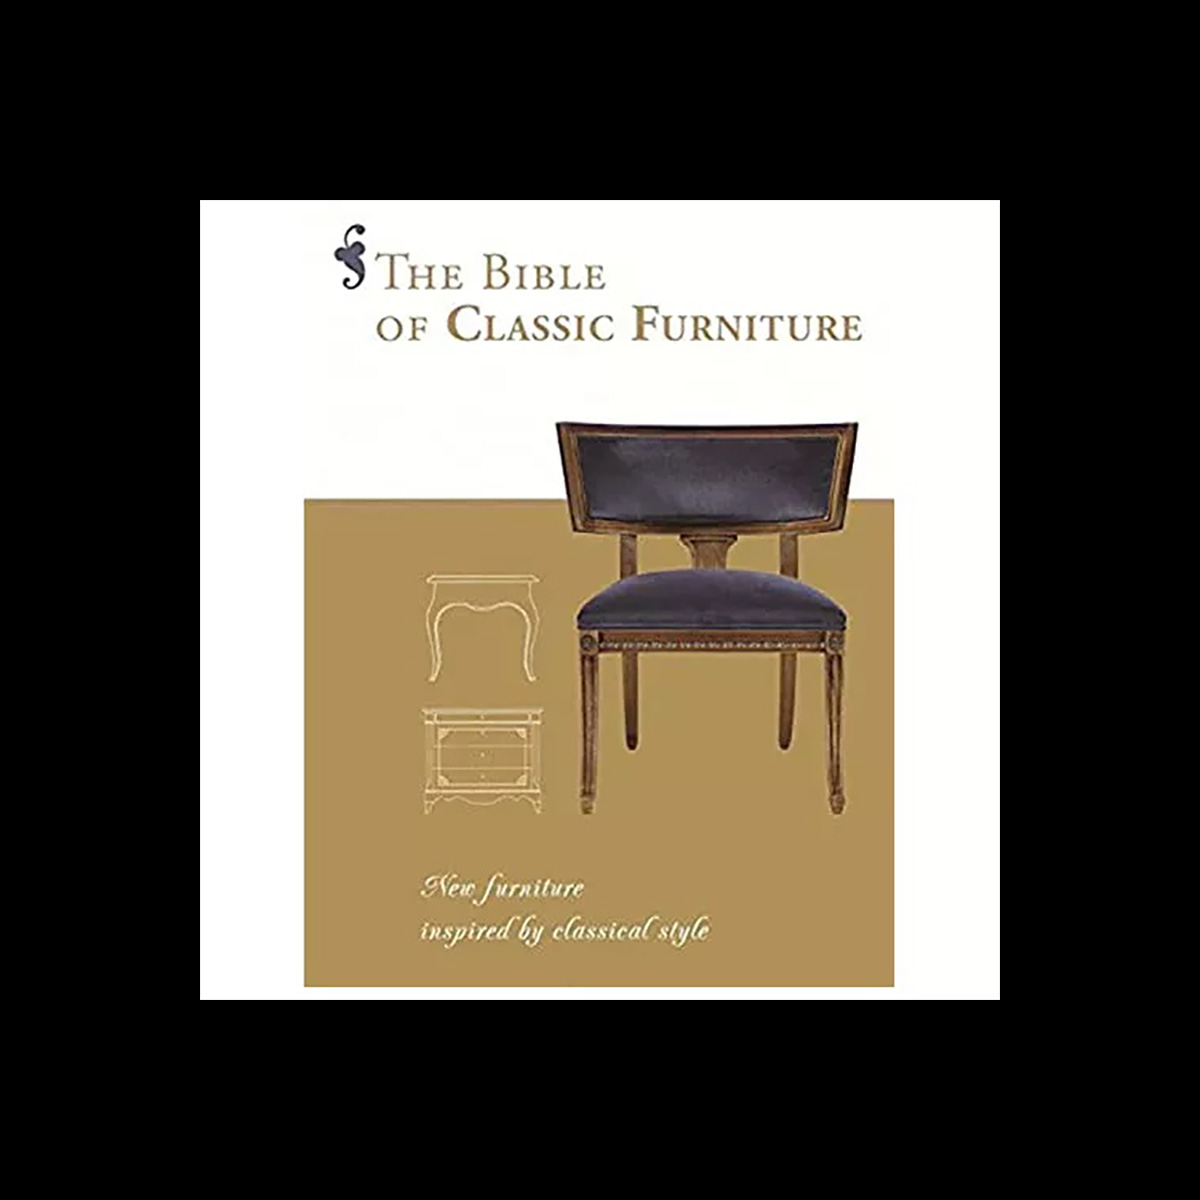 The Bible
of Classic Furniture
New furniture
inspired by classical style